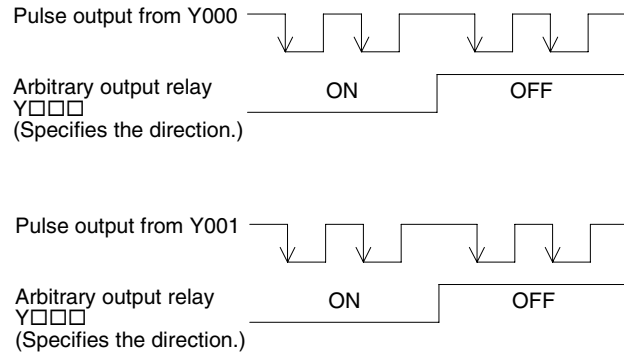 Pulse output from Y000
Arbitrary output relay
Y□□□
(Specifies the direction.)
ON
OFF
Pulse output from Y001
Arbitrary output relay
Y□□□
(Specifies the direction.)
ON
OFF